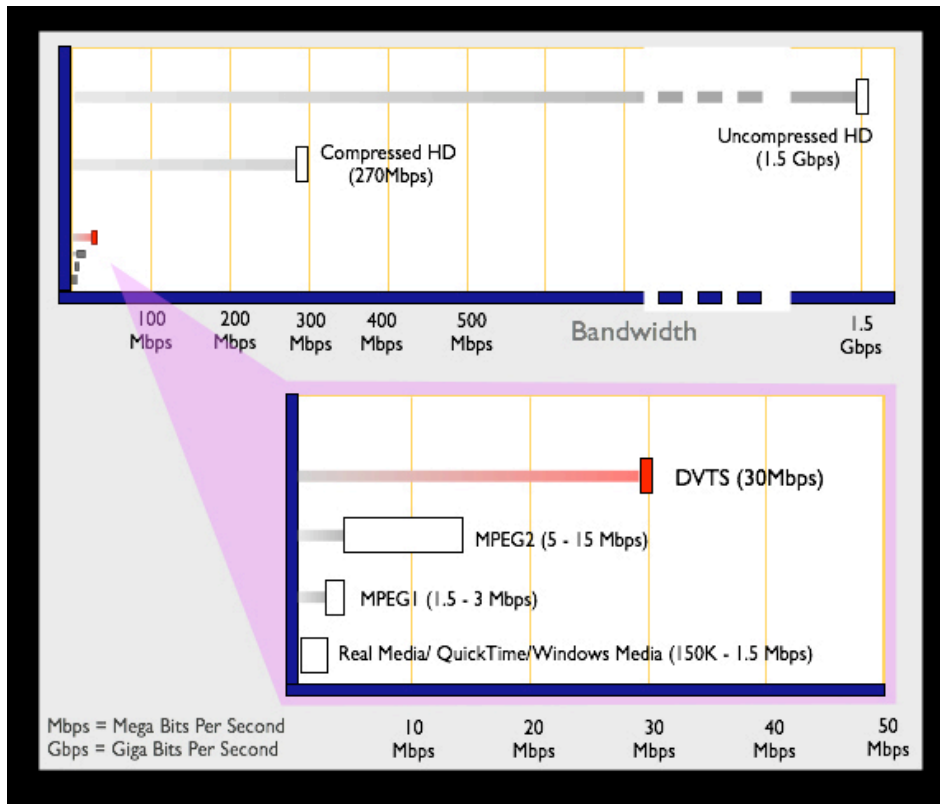 Uncompressed HD
(1.5 Gbps)
Compressed HD
(270Mbps)
100
Mbps
200
Mbps
300
Mbps
400
Mbps
500
Mbps
Bandwidth
1.5
Gbps
DVTS (30Mbps)
MPEG2 (5 - 15 Mbps)
MPEG1 (1.5 - 3 Mbps)
Real Media/ QuickTime/Windows Media (150K - 1.5 Mbps)
10
Mbps
20
Mbps
30
Mbps
40
Mbps
50
Mbps
Mbps = Mega Bits Per Second
Gbps = Giga Bits Per Second